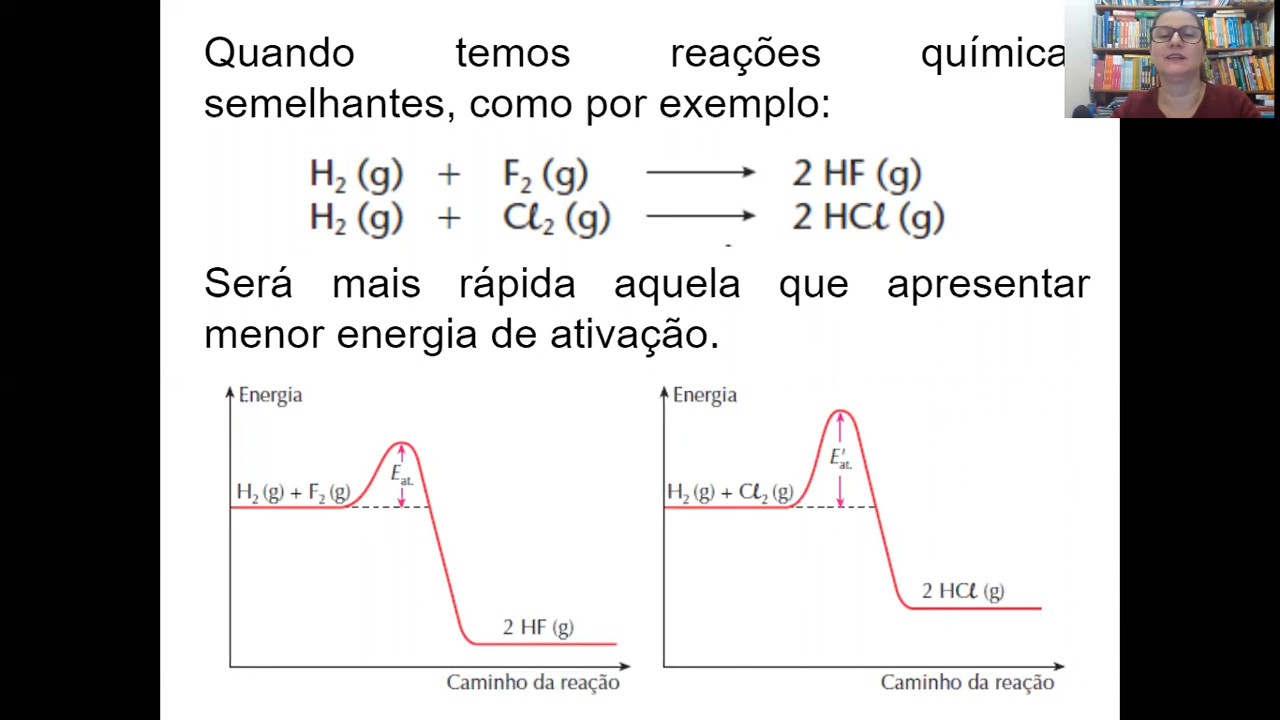 Quando temos reações química
semelhantes, como por exemplo:
H₂ (g) + F₂ (g) → 2 HF (g)
H₂ (g) + Cℓ₂ (g) → 2 HCℓ (g)
Será mais rápida aquela que apresentar
menor energia de ativação.
Energia
E at.
H₂ (g) + F₂ (g)
2 HF (g)
Caminho da reação
Energia
E′ at.
H₂ (g) + Cℓ₂ (g)
2 HCℓ (g)
Caminho da reação